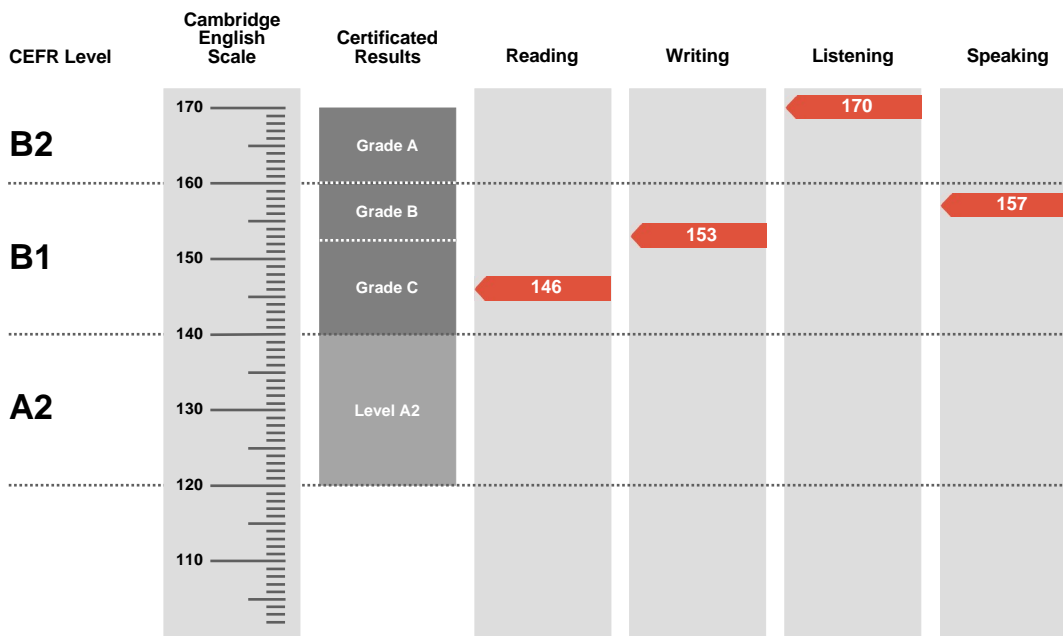 CEFR Level
Cambridge
English
Scale
Certificated
Results
Reading
Writing
Listening
Speaking
170
170
B2
Grade A
160
157
Grade B
153
B1
150
Grade C
146
140
A2
130
Level A2
120
110